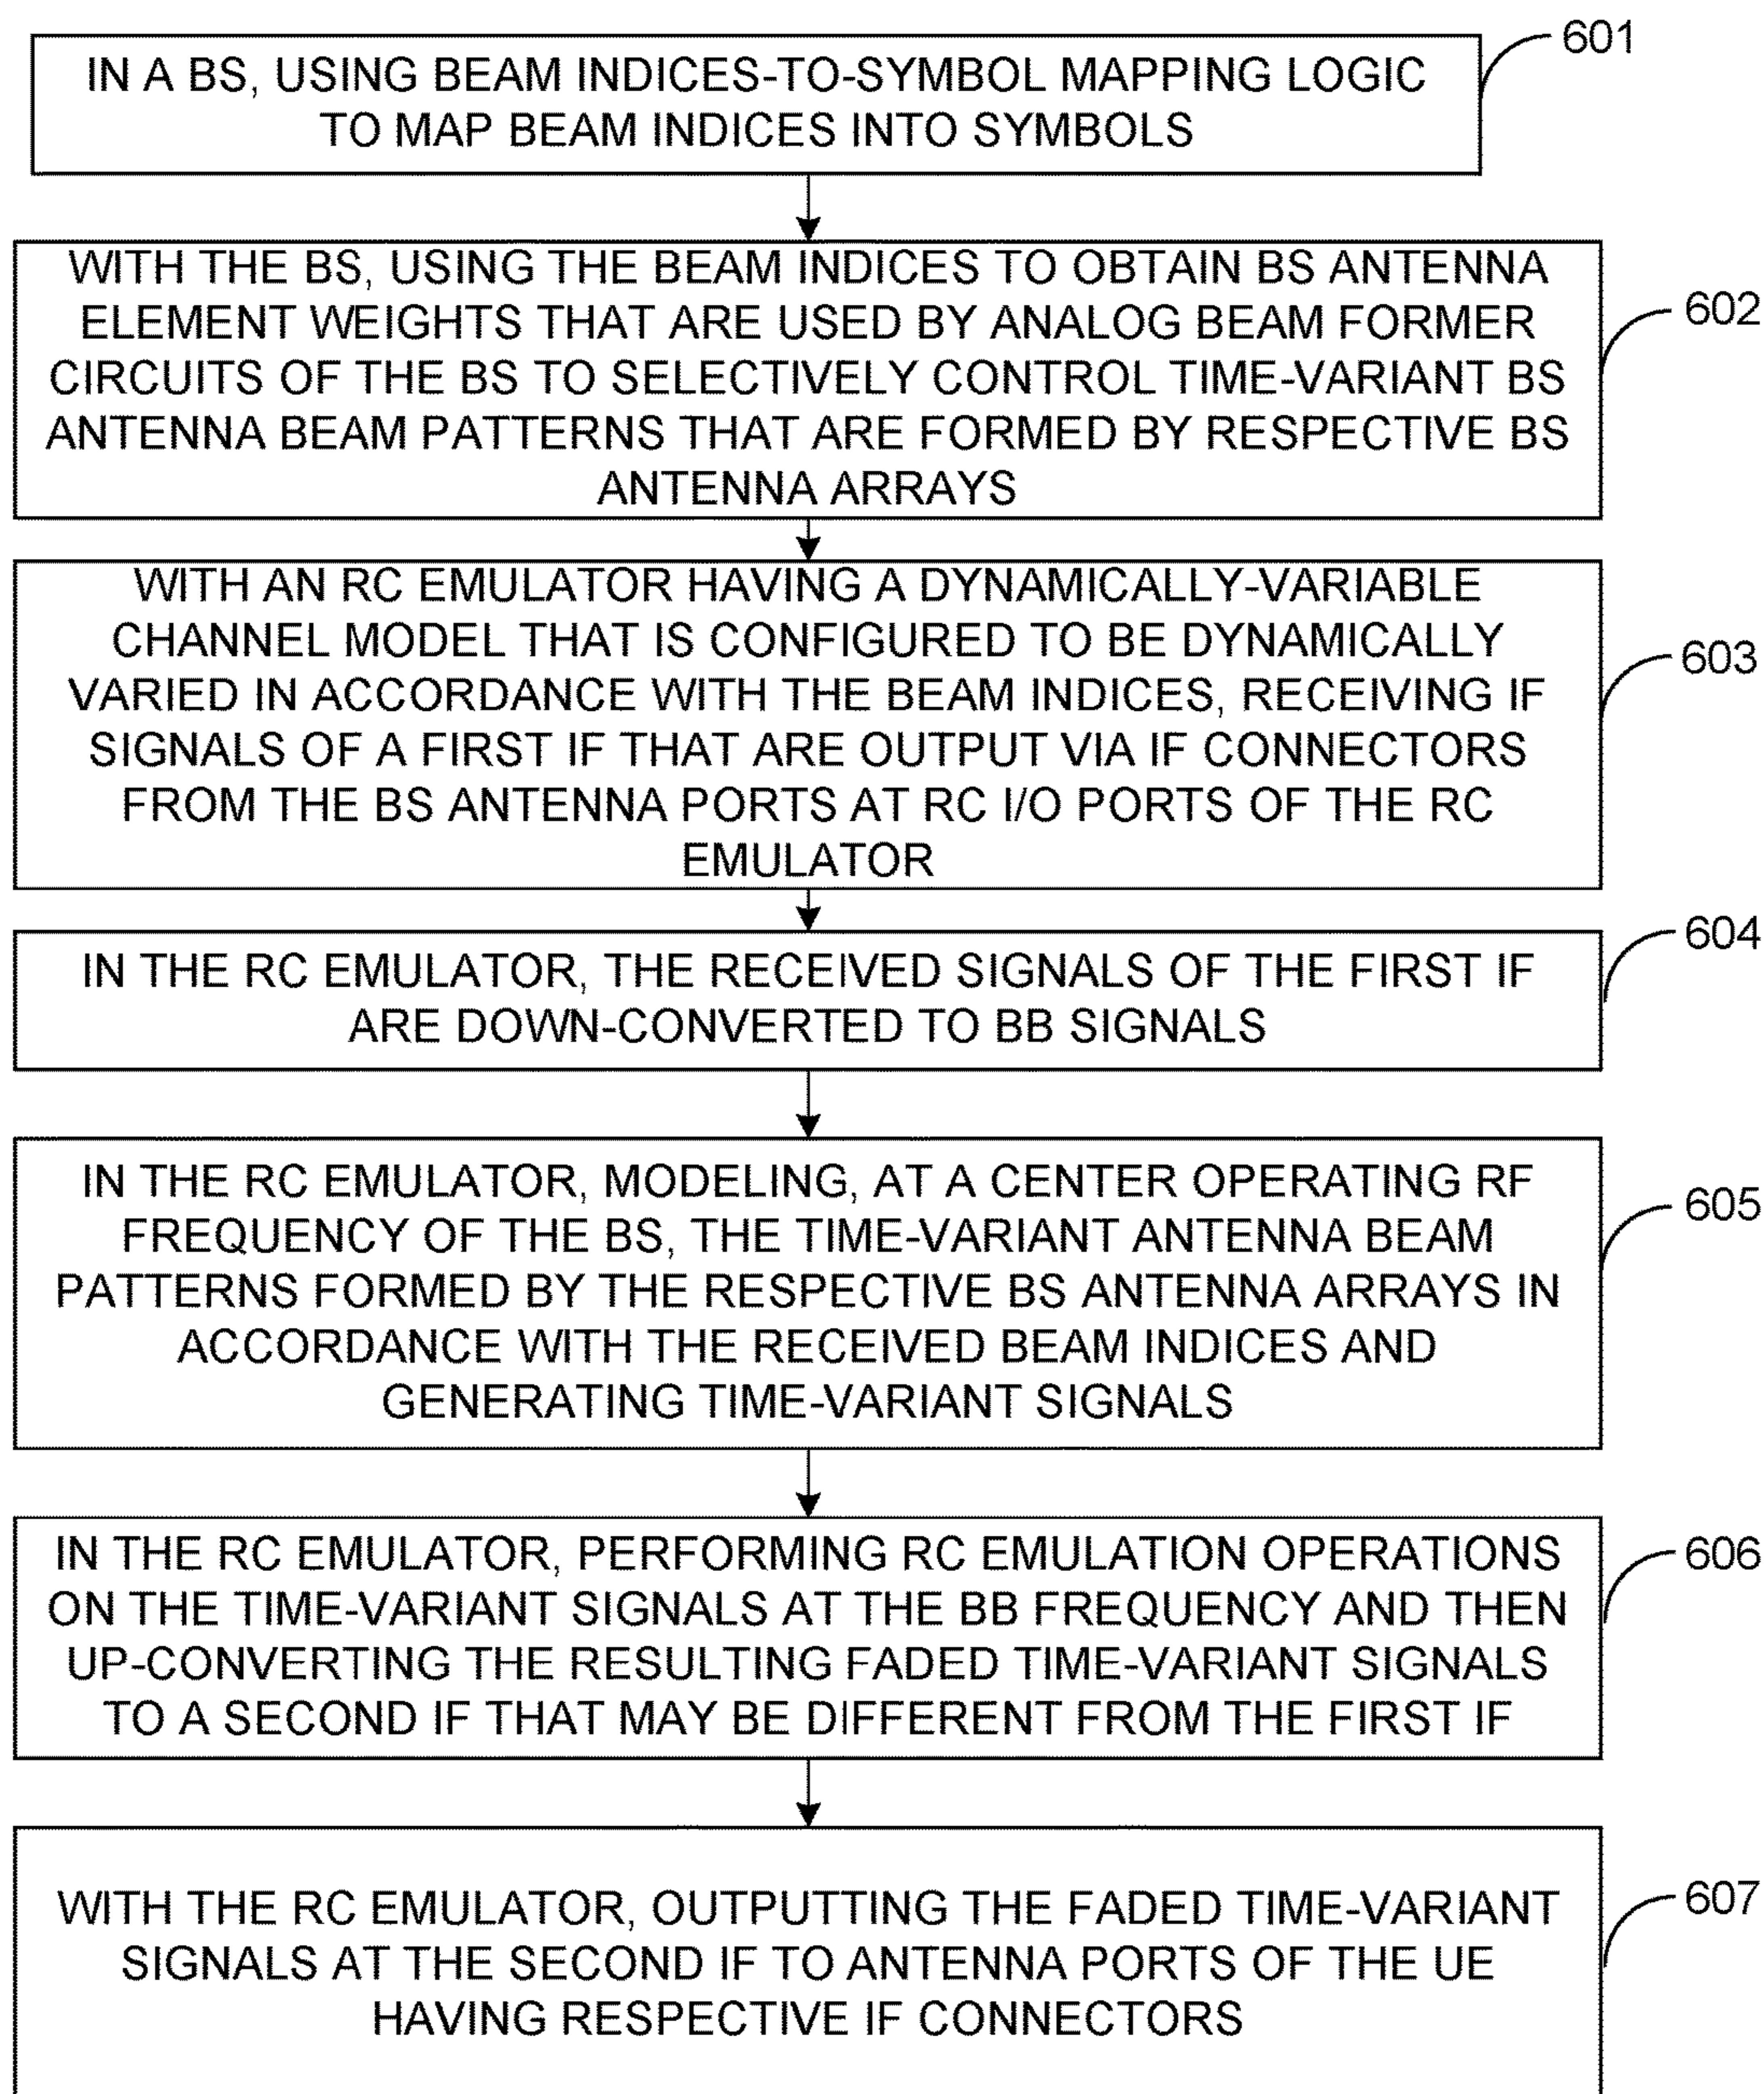 601
IN A BS, USING BEAM INDICES-TO-SYMBOL MAPPING LOGIC
TO MAP BEAM INDICES INTO SYMBOLS
WITH THE BS, USING THE BEAM INDICES TO OBTAIN BS ANTENNA
ELEMENT WEIGHTS THAT ARE USED BY ANALOG BEAM FORMER
CIRCUITS OF THE BS TO SELECTIVELY CONTROL TIME-VARIANT BS
ANTENNA BEAM PATTERNS THAT ARE FORMED BY RESPECTIVE BS
ANTENNA ARRAYS
602
WITH AN RC EMULATOR HAVING A DYNAMICALLY-VARIABLE
CHANNEL MODEL THAT IS CONFIGURED TO BE DYNAMICALLY
VARIED IN ACCORDANCE WITH THE BEAM INDICES, RECEIVING IF
SIGNALS OF A FIRST IF THAT ARE OUTPUT VIA IF CONNECTORS
FROM THE BS ANTENNA PORTS AT RC I/O PORTS OF THE RC
EMULATOR
603
IN THE RC EMULATOR, THE RECEIVED SIGNALS OF THE FIRST IF
ARE DOWN-CONVERTED TO BB SIGNALS
604
IN THE RC EMULATOR, MODELING, AT A CENTER OPERATING RF
FREQUENCY OF THE BS, THE TIME-VARIANT ANTENNA BEAM
PATTERNS FORMED BY THE RESPECTIVE BS ANTENNA ARRAYS IN
ACCORDANCE WITH THE RECEIVED BEAM INDICES AND
GENERATING TIME-VARIANT SIGNALS
605
IN THE RC EMULATOR, PERFORMING RC EMULATION OPERATIONS
ON THE TIME-VARIANT SIGNALS AT THE BB FREQUENCY AND THEN
UP-CONVERTING THE RESULTING FADED TIME-VARIANT SIGNALS
TO A SECOND IF THAT MAY BE DIFFERENT FROM THE FIRST IF
606
WITH THE RC EMULATOR, OUTPUTTING THE FADED TIME-VARIANT
SIGNALS AT THE SECOND IF TO ANTENNA PORTS OF THE UE
HAVING RESPECTIVE IF CONNECTORS
607